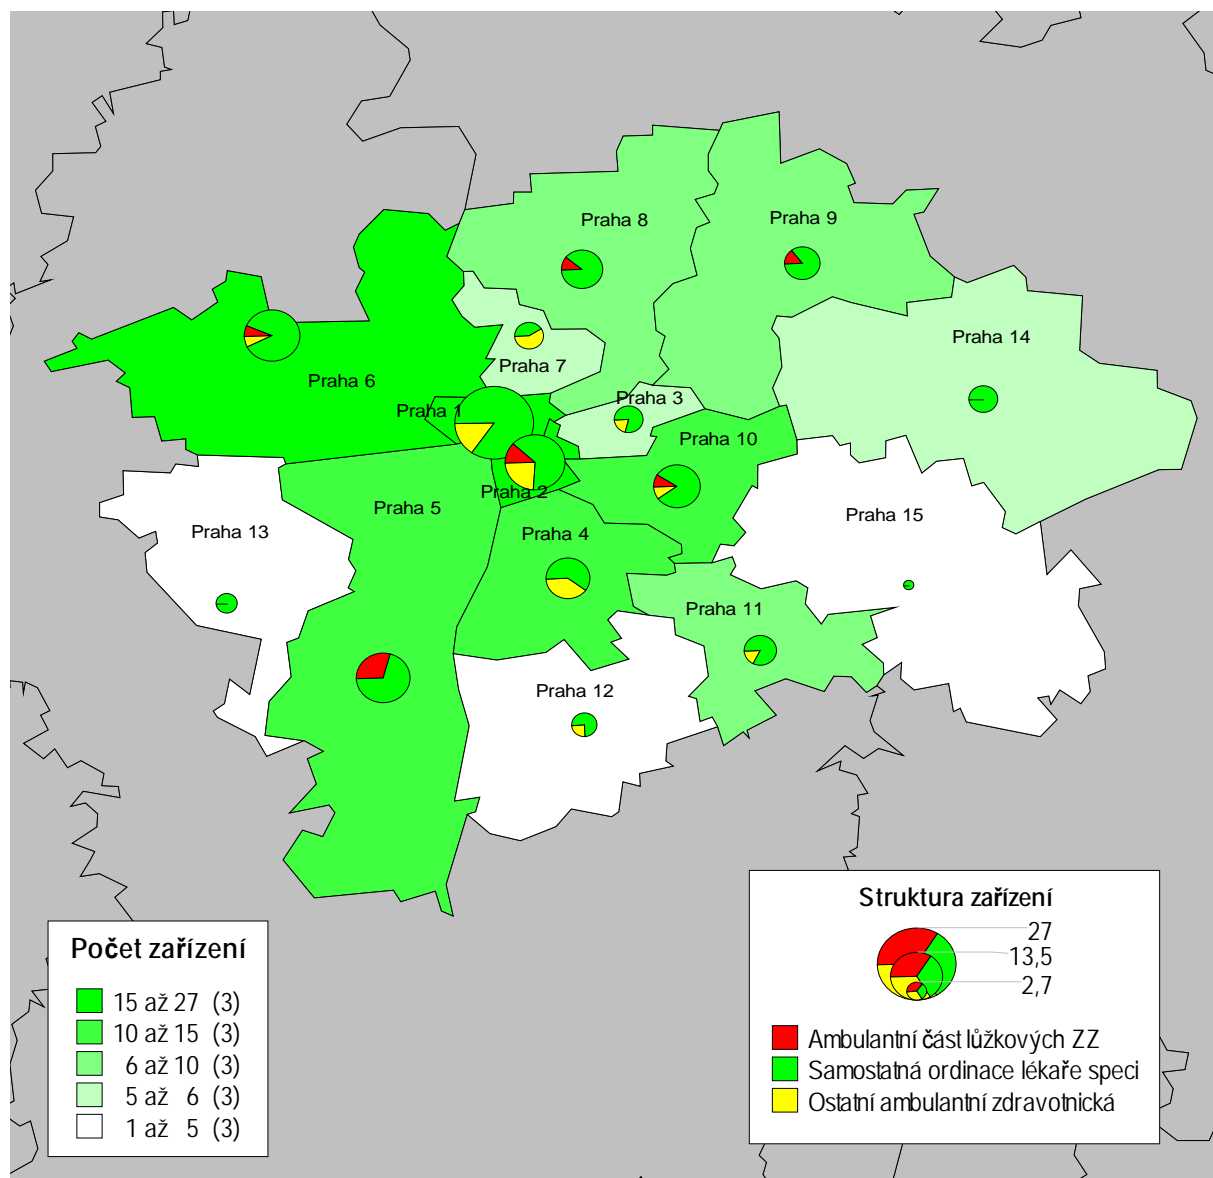 Praha 8
Praha 9
Praha 14
Praha 7
Praha 6
Praha 3
Praha 1
Praha 10
Praha 2
Praha 5
Praha 15
Praha 13
Praha 4
Praha 11
Praha 12
Struktura zařízení
27
13,5
2,7
Ambulantní část lůžkových ZZ
Samostatná ordinace lékaře speci
Ostatní ambulantní zdravotnická
Počet zařízení
15 až 27 (3)
10 až 15 (3)
6 až 10 (3)
5 až 6 (3)
1 až 5 (3)